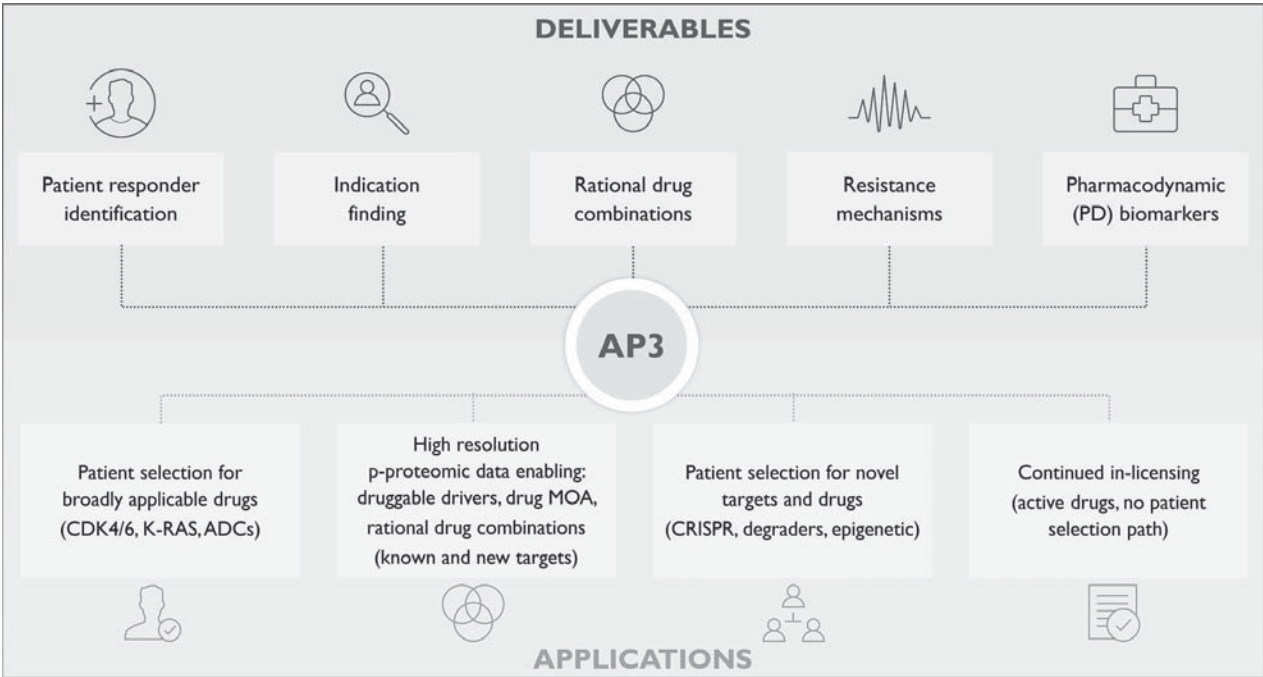 DELIVERABLES
Patient responder
identification
Indication
finding
Rational drug
combinations
Resistance
mechanisms
Pharmacodynamic
(PD) biomarkers
AP3
Patient selection for
broadly applicable drugs
(CDK4/6, K-RAS, ADCs)
High resolution
p-proteomic data enabling:
druggable drivers, drug MOA,
rational drug combinations
(known and new targets)
Patient selection for novel
targets and drugs
(CRISPR, degraders, epigenetic)
Continued in-licensing
(active drugs, no patient
selection path)
APPLICATIONS